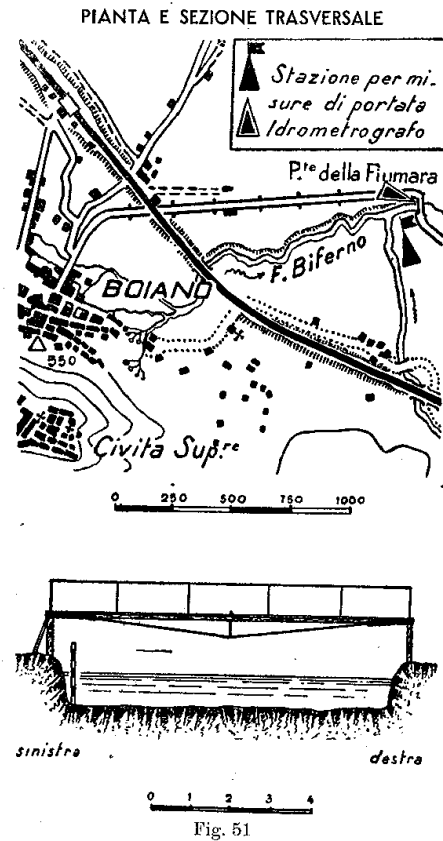 PIANTA E SEZIONE TRASVERSALE
Stazione per mi-
sure di portata
Idrometrografo
P.te della Fiumara
F. Biferno
BOIANO
550
Civita Sup.re
0 250 500 750 1000
sinistra destra
0 1 2 3 4
Fig. 51